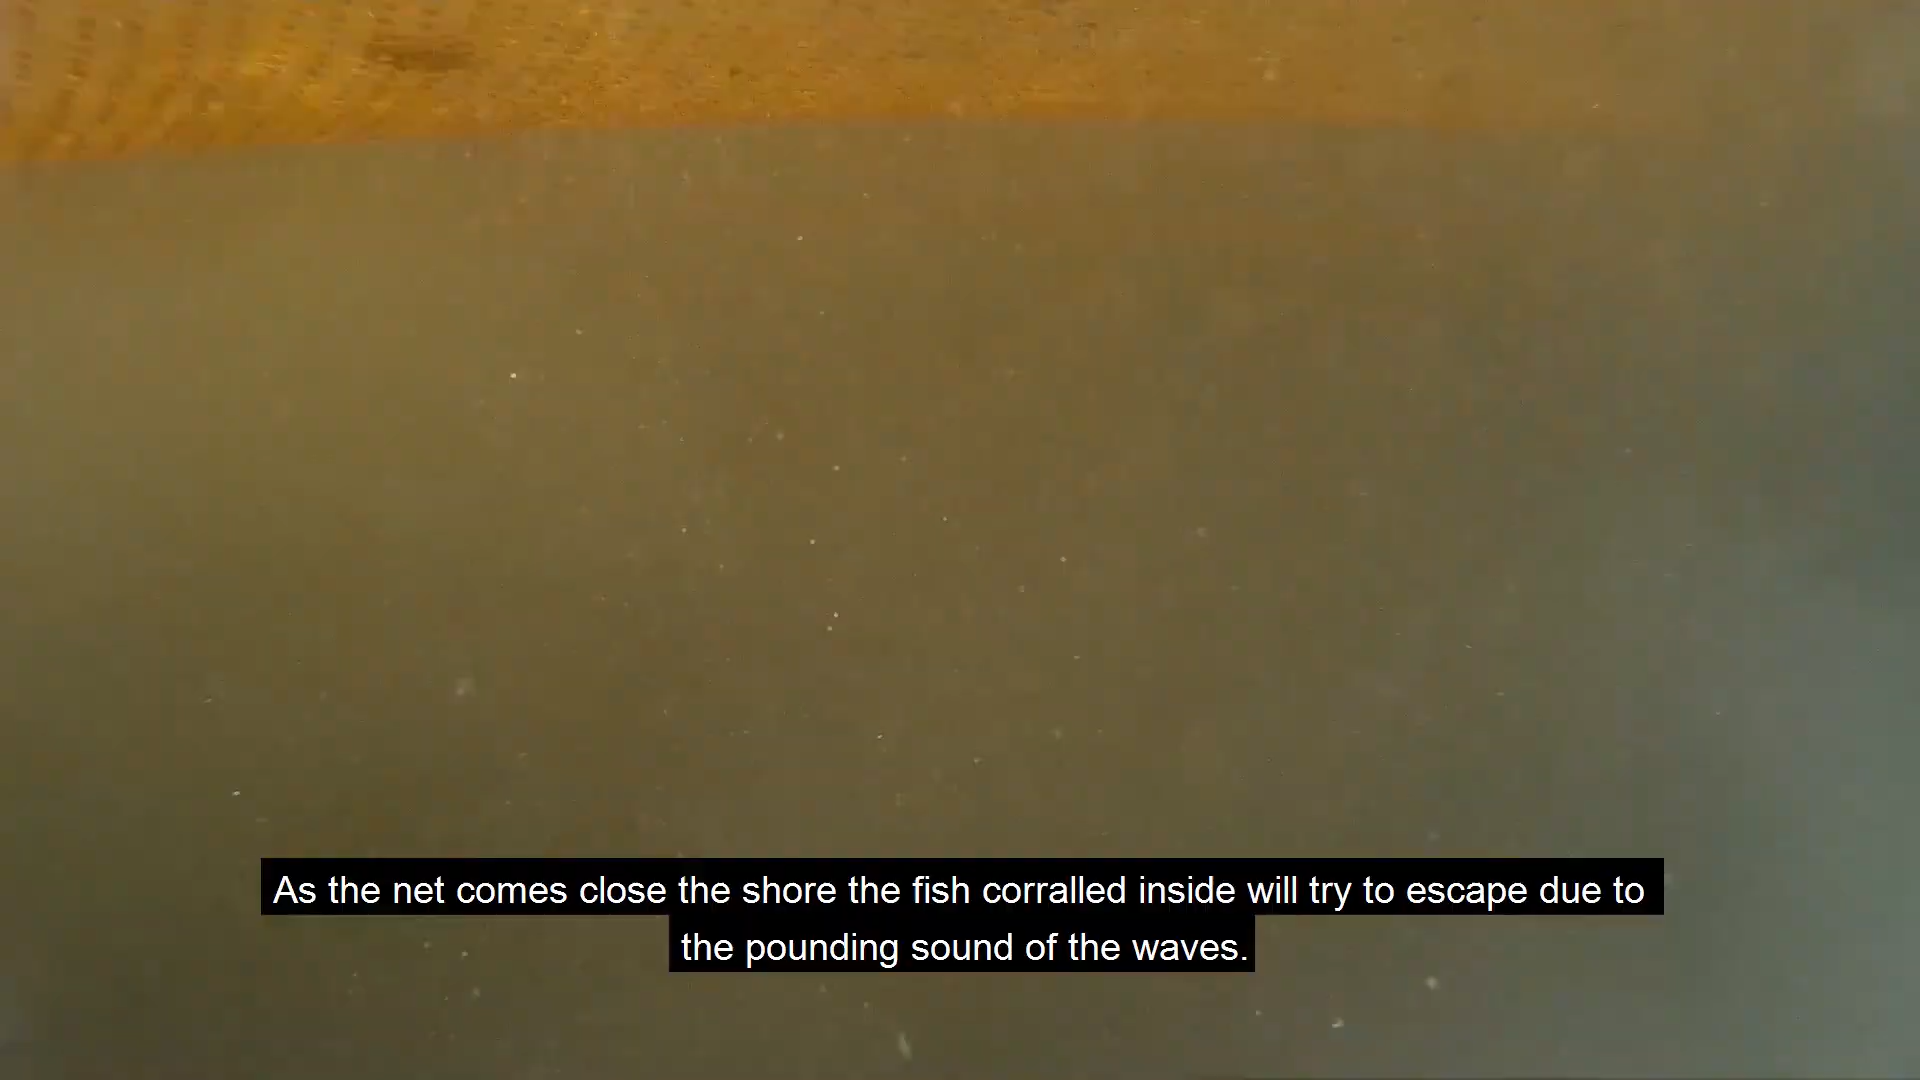 As the net comes close the shore the fish corralled inside will try to escape due to
the pounding sound of the waves.